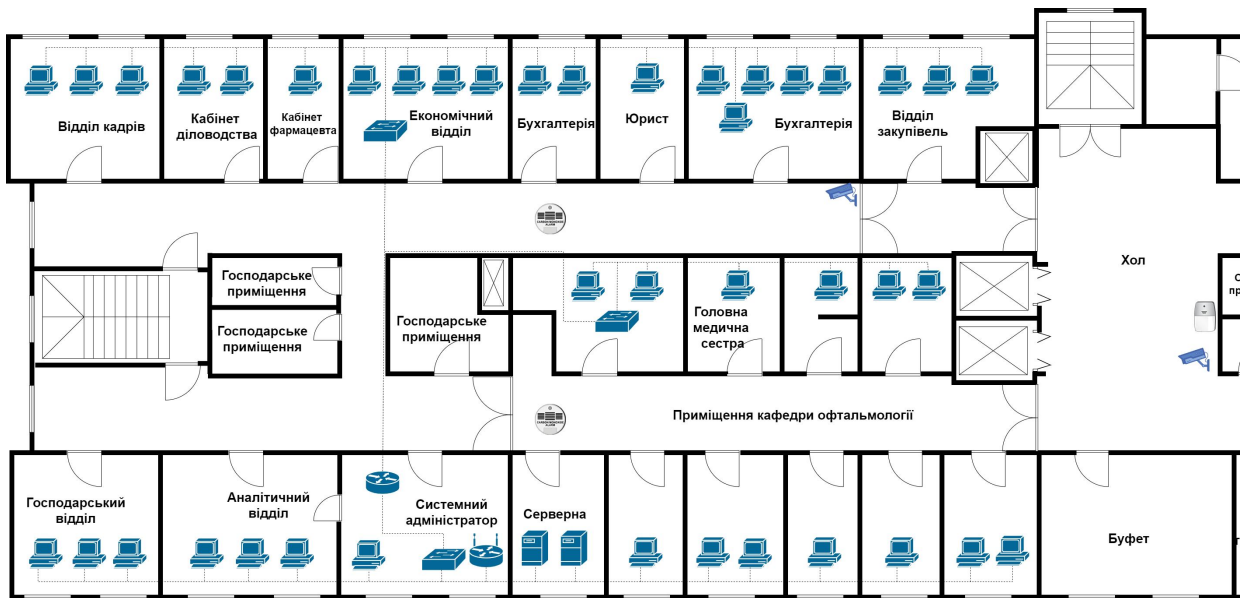 Відділ кадрів
Кабінет
діловодства
Кабінет
фармацевта
Економічний
відділ
Бухгалтерія
Юрист
Бухгалтерія
Відділ
закупівель
Хол
Господарське
приміщення
Господарське
приміщення
Господарське
приміщення
Головна
медична
сестра
Приміщення кафедри офтальмології
Господарський
відділ
Аналітичний
відділ
Системний
адміністратор
Серверна
Буфет